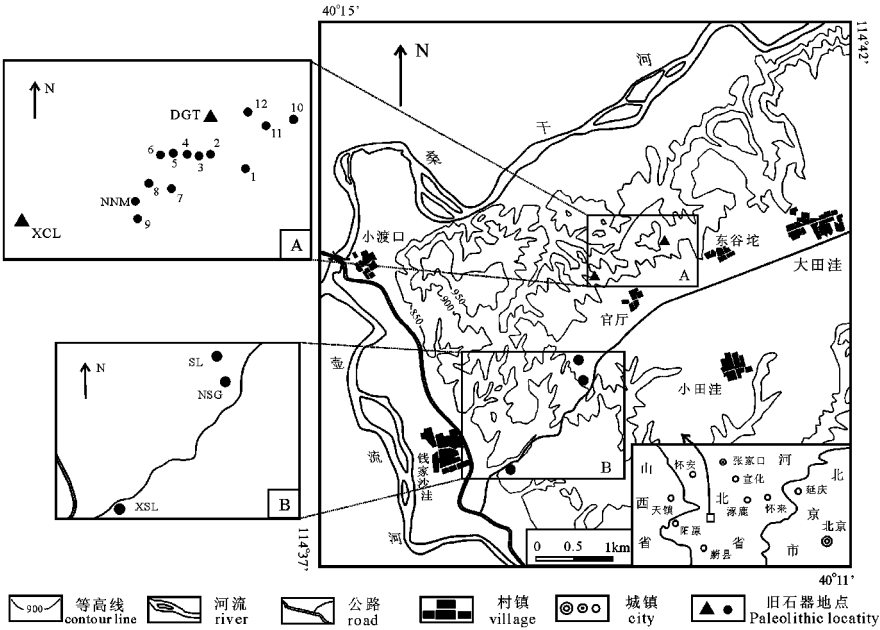 40°15'
114°42'
N
N
DGT
12
10
11
6
5
4
3
2
1
8
7
NNM
9
XCL
A
河
干
桑
小渡口
东谷坨
大田洼
A
官厅
950
900
850
小田洼
N
SL
NSG
XSL
B
壶
流
河
钱家沙洼
B
114°37'
0 0.5 1km
山
西
省
河
北
省
北
京
市
怀安
张家口
宣化
天镇
阳原
涿鹿
怀来
延庆
北京
蔚县
40°11'
900
等高线
contour line
河流
river
公路
road
村镇
village
城镇
city
旧石器地点
Paleolithic locatity